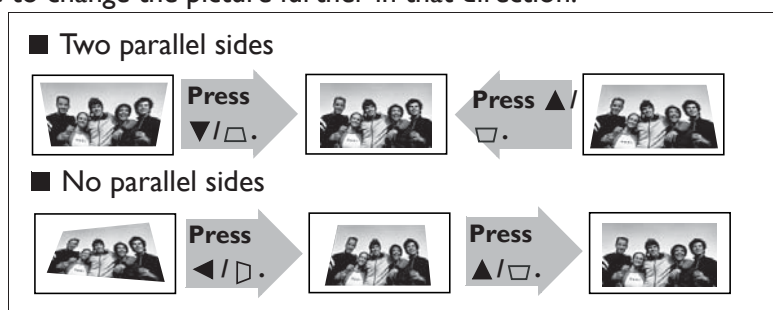 to change the picture further in that direction.
■ Two parallel sides
Press
▼/⏢.
Press ▲/
.
■ No parallel sides
Press
◀/.
Press
▲/.